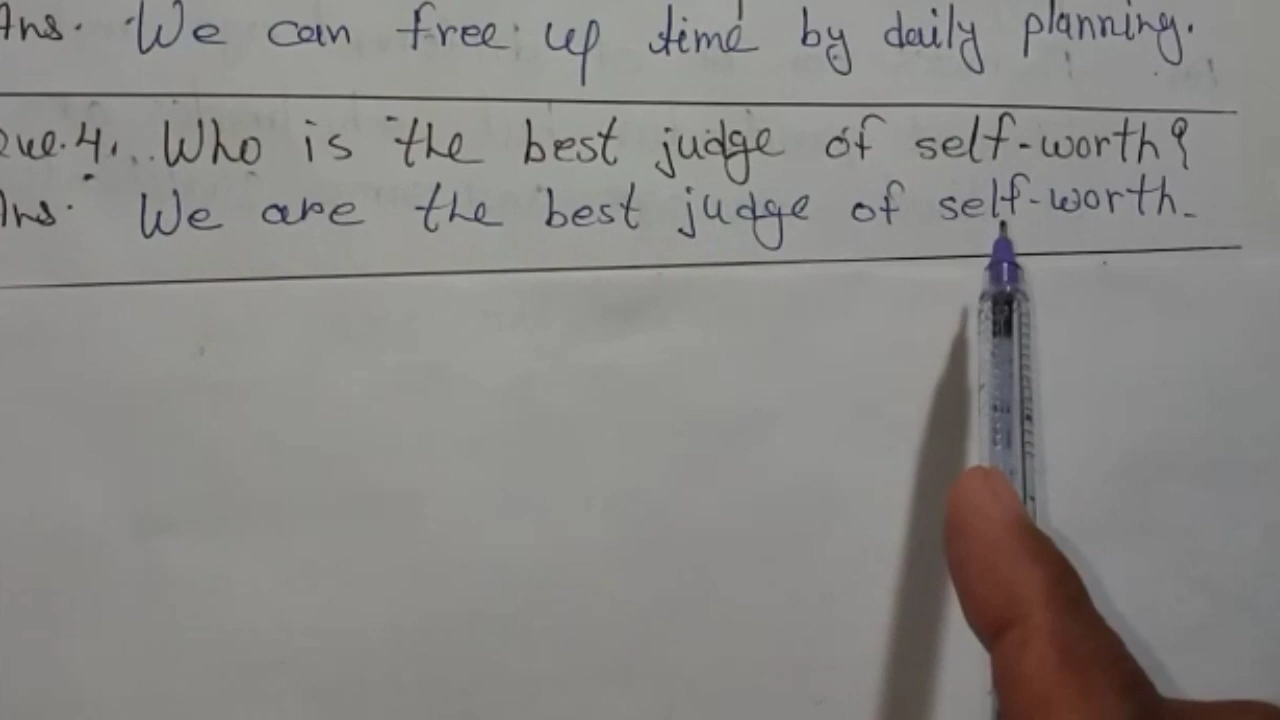 Ans. We can free up time by daily planning.
Que.4. Who is the best judge of self-worth?
Ans. We are the best judge of self-worth.